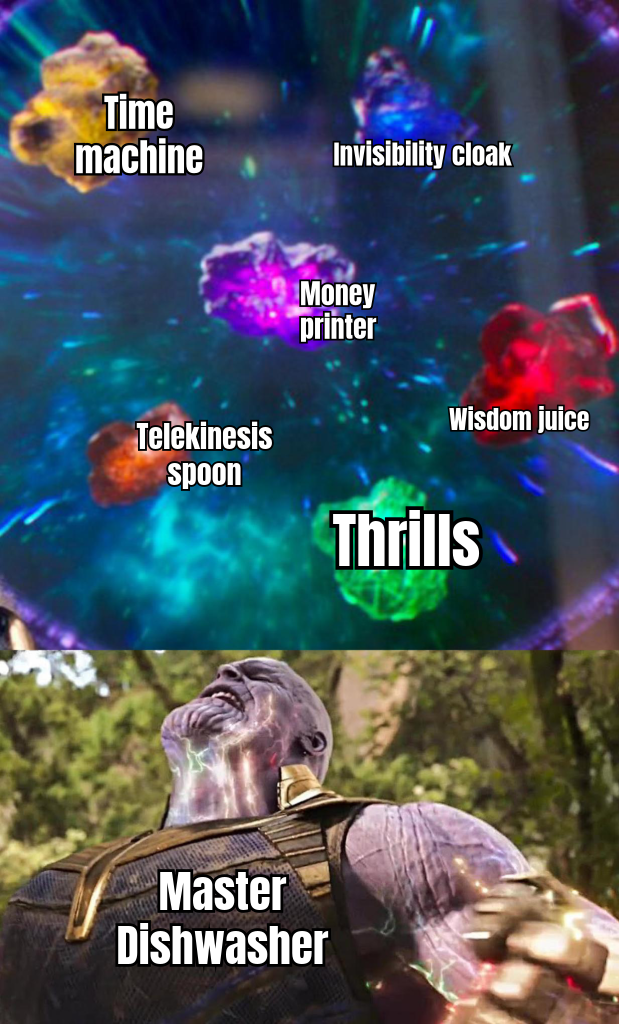 Time
machine
Invisibility cloak
Money
printer
Wisdom juice
Telekinesis
spoon
Thrills
Master
Dishwasher